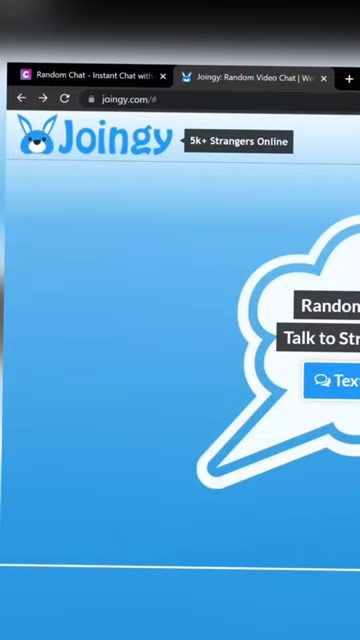 Random Chat - Instant Chat with
Joingy: Random Video Chat | We
joingy.com/#
Joingy
5k+ Strangers Online
Random
Talk to Str
Tex